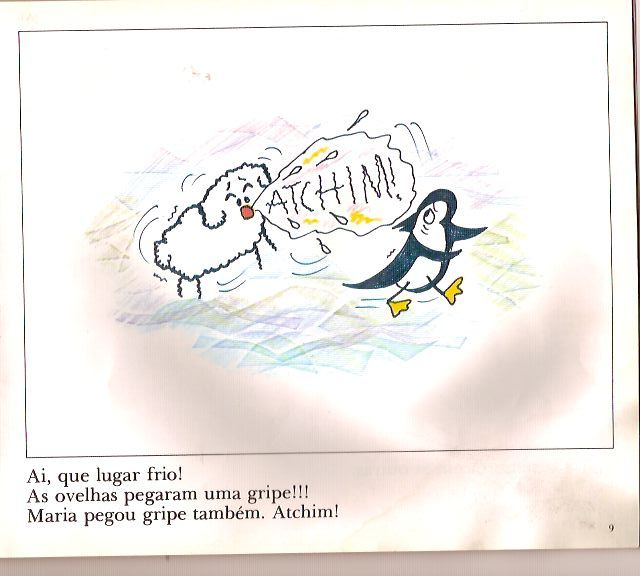 ATCHIM!
Ai, que lugar frio!
As ovelhas pegaram uma gripe!!!
Maria pegou gripe também. Atchim!
9